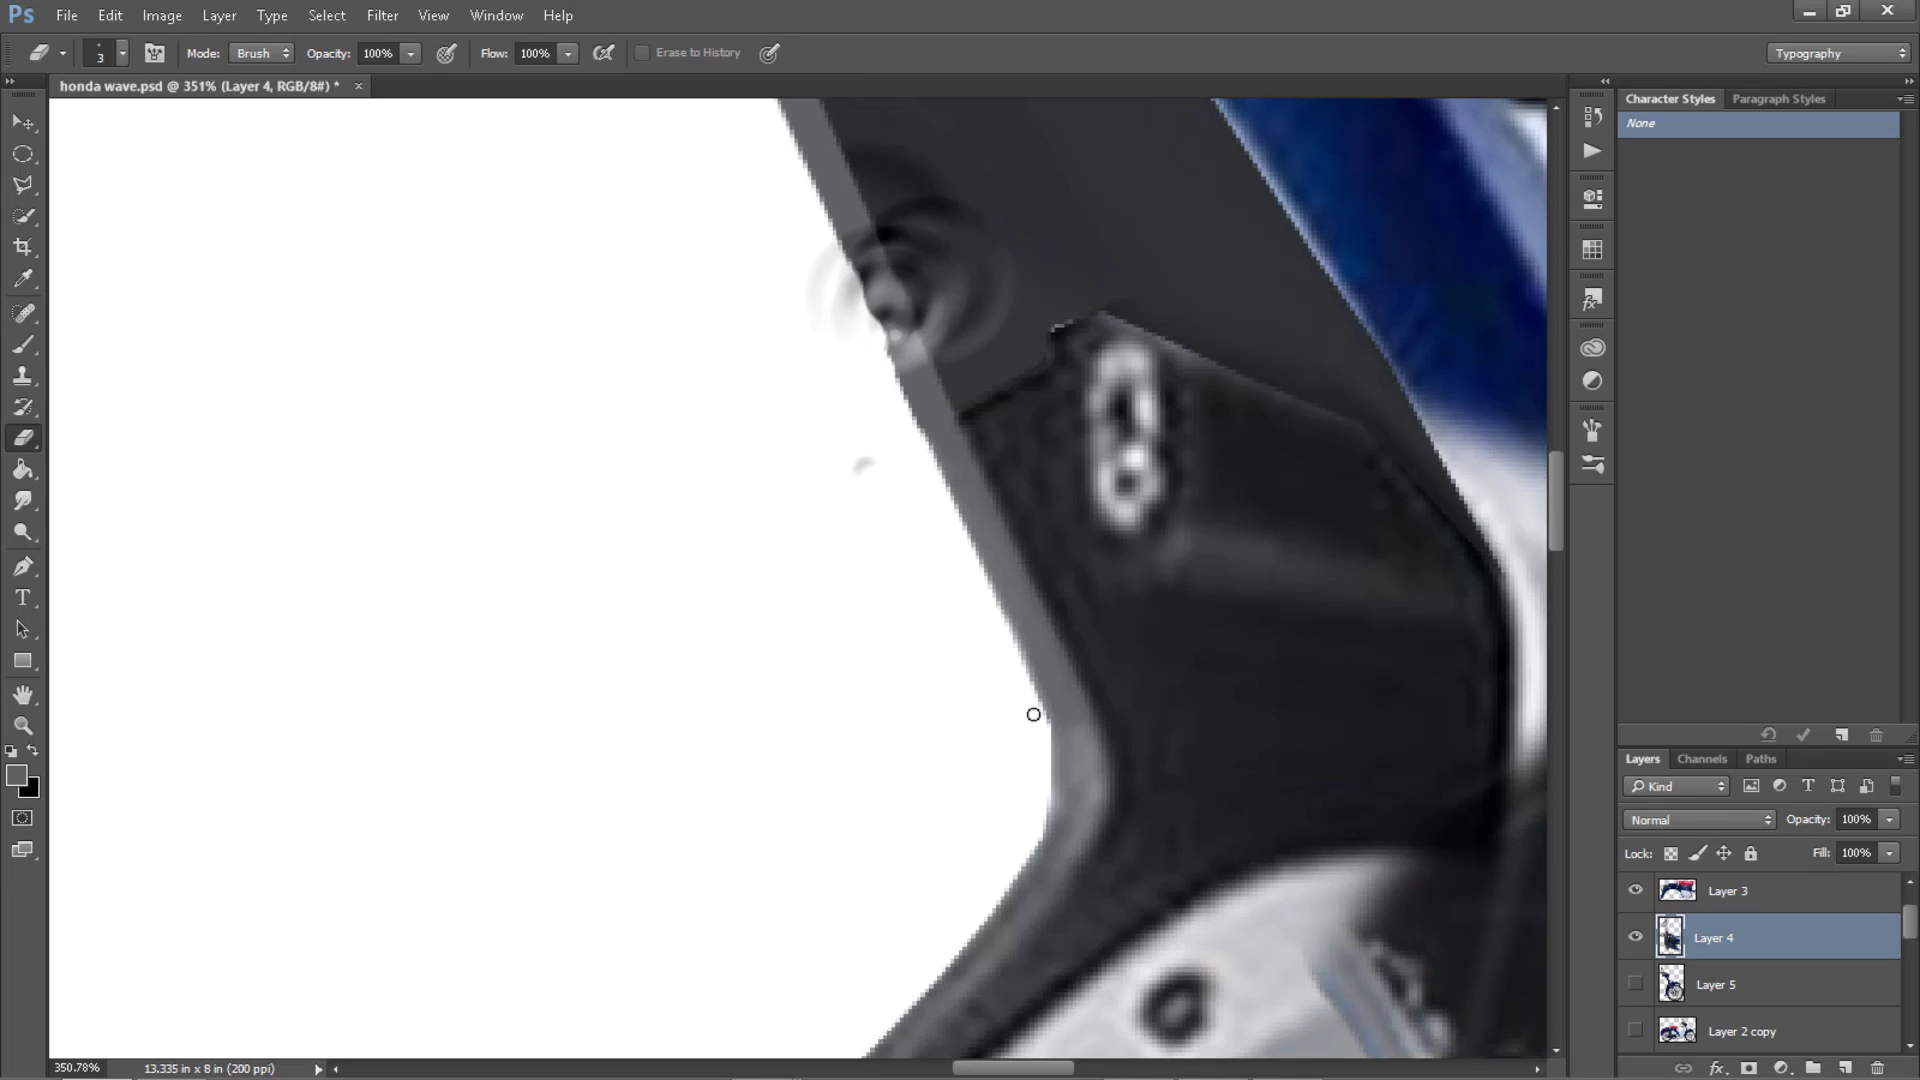 Ps File Edit Image Layer Type Select Filter View Window Help
3 Mode: Brush Opacity: 100% Flow: 100% Erase to History Typography
honda wave.psd @ 351% (Layer 4, RGB/8#) *
Character Styles Paragraph Styles
None
Layers Channels Paths
Kind
Normal Opacity: 100%
Lock: Fill: 100%
Layer 3
Layer 4
Layer 5
Layer 2 copy
350.78% 13.335 in x 8 in (200 ppi)